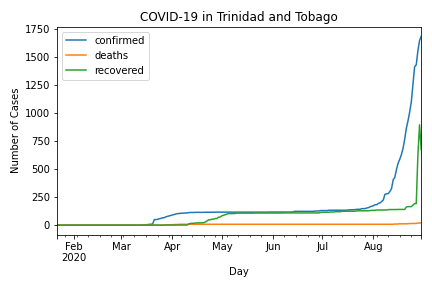 COVID-19 in Trinidad and Tobago
1750
1500
1250
1000
750
500
250
0
Number of Cases
confirmed
deaths
recovered
Feb Mar Apr May Jun Jul Aug
2020
Day